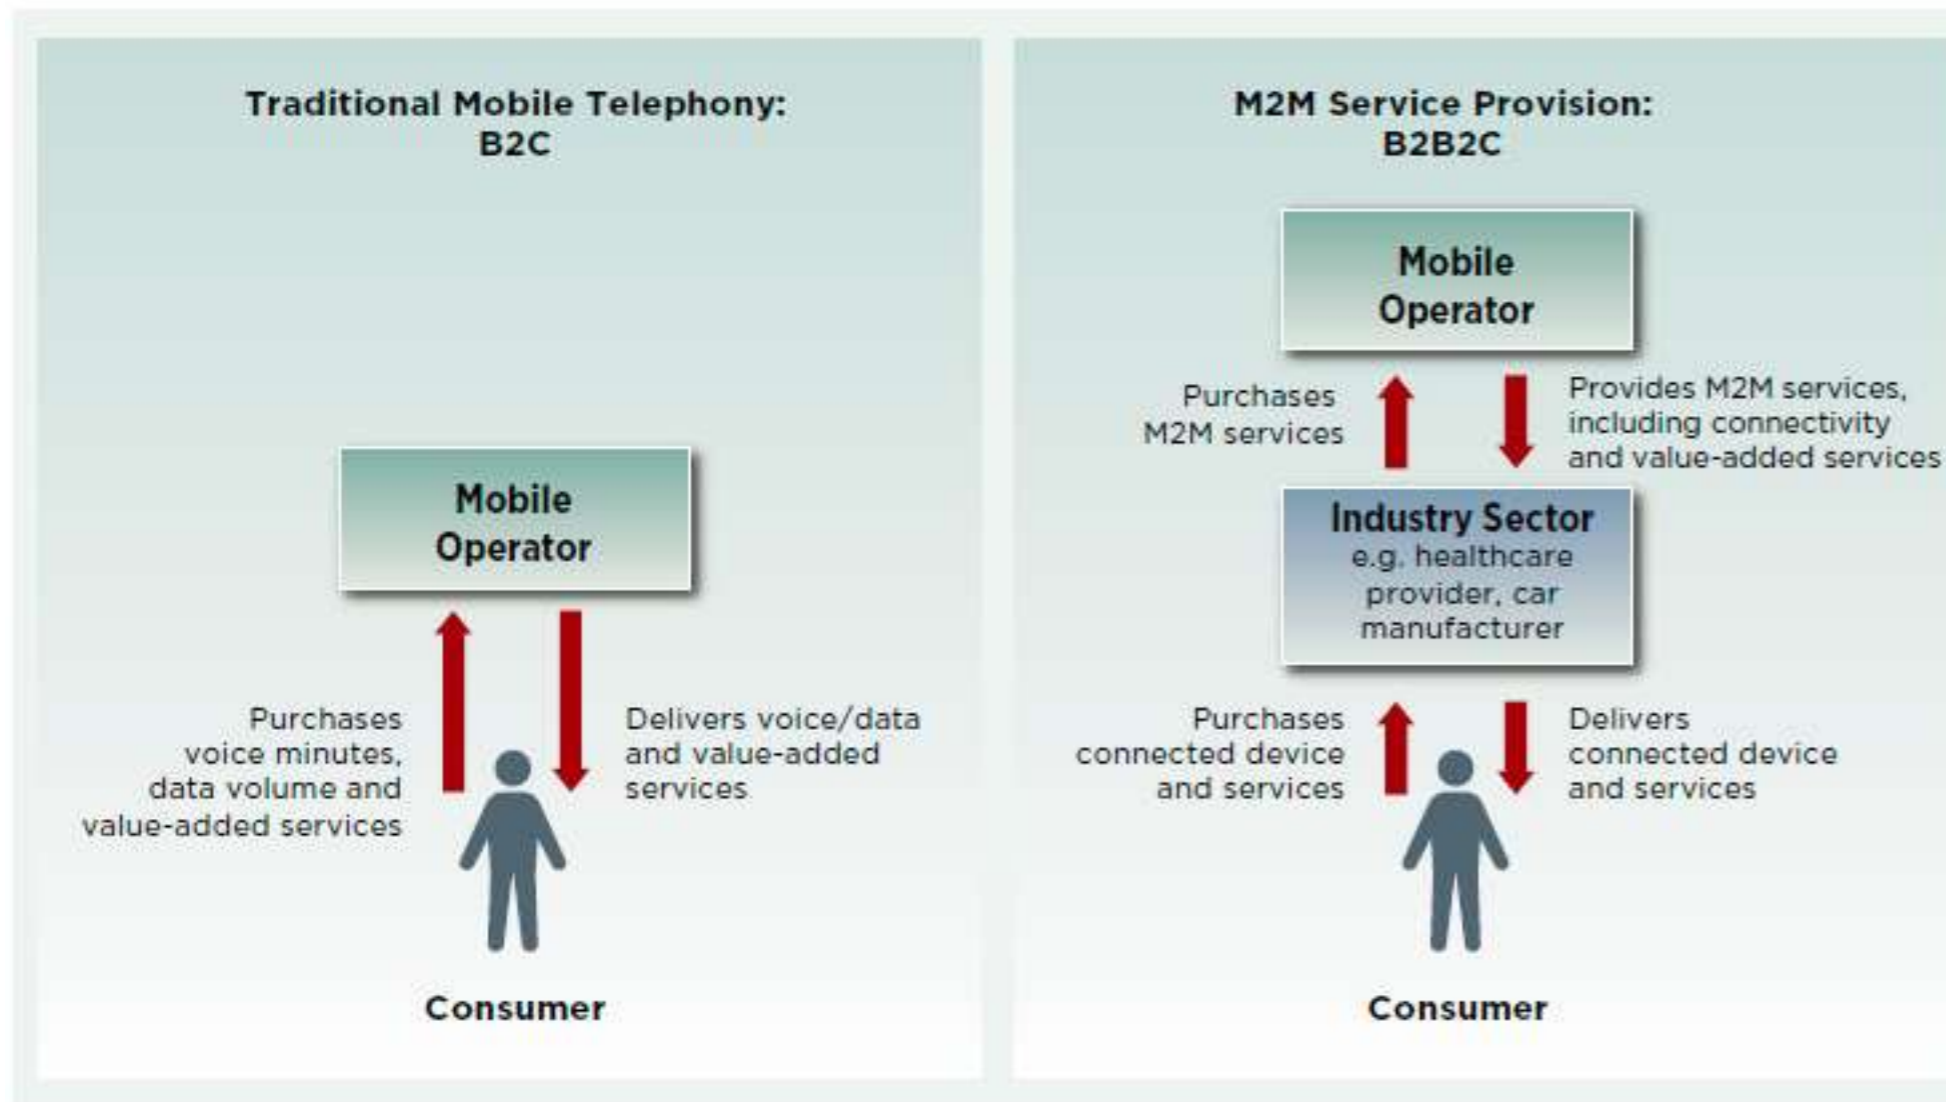 Traditional Mobile Telephony:
B2C
Mobile
Operator
Purchases
voice minutes,
data volume and
value-added services
Delivers voice/data
and value-added
services
Consumer
M2M Service Provision:
B2B2C
Mobile
Operator
Purchases
M2M services
Provides M2M services,
including connectivity
and value-added services
Industry Sector
e.g. healthcare
provider, car
manufacturer
Purchases
connected device
and services
Delivers
connected device
and services
Consumer